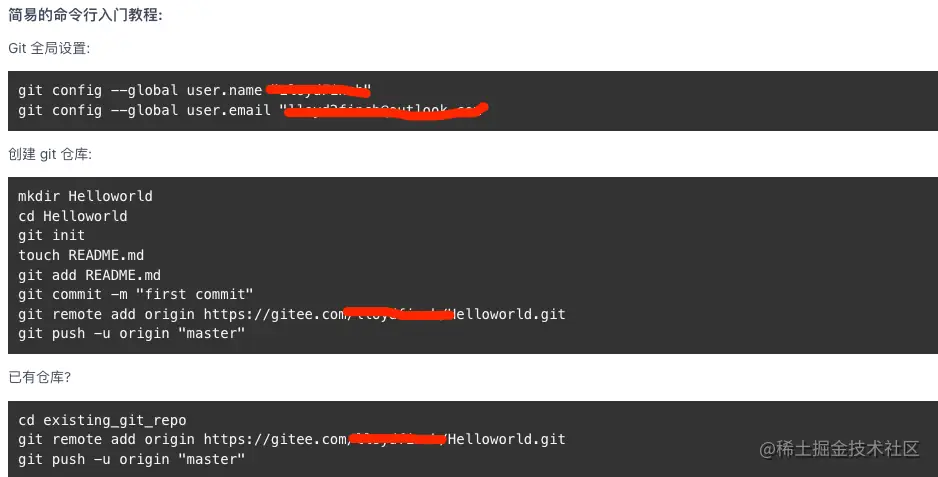 简易的命令行入门教程:
Git 全局设置:
git config --global user.name
git config --global user.email "
创建 git 仓库:
mkdir Helloworld
cd Helloworld
git init
touch README.md
git add README.md
git commit -m "first commit"
git remote add origin https://gitee.com/ /Helloworld.git
git push -u origin "master"
已有仓库?
cd existing_git_repo
git remote add origin https://gitee.com/ /Helloworld.git
git push -u origin "master"
@稀土掘金技术社区